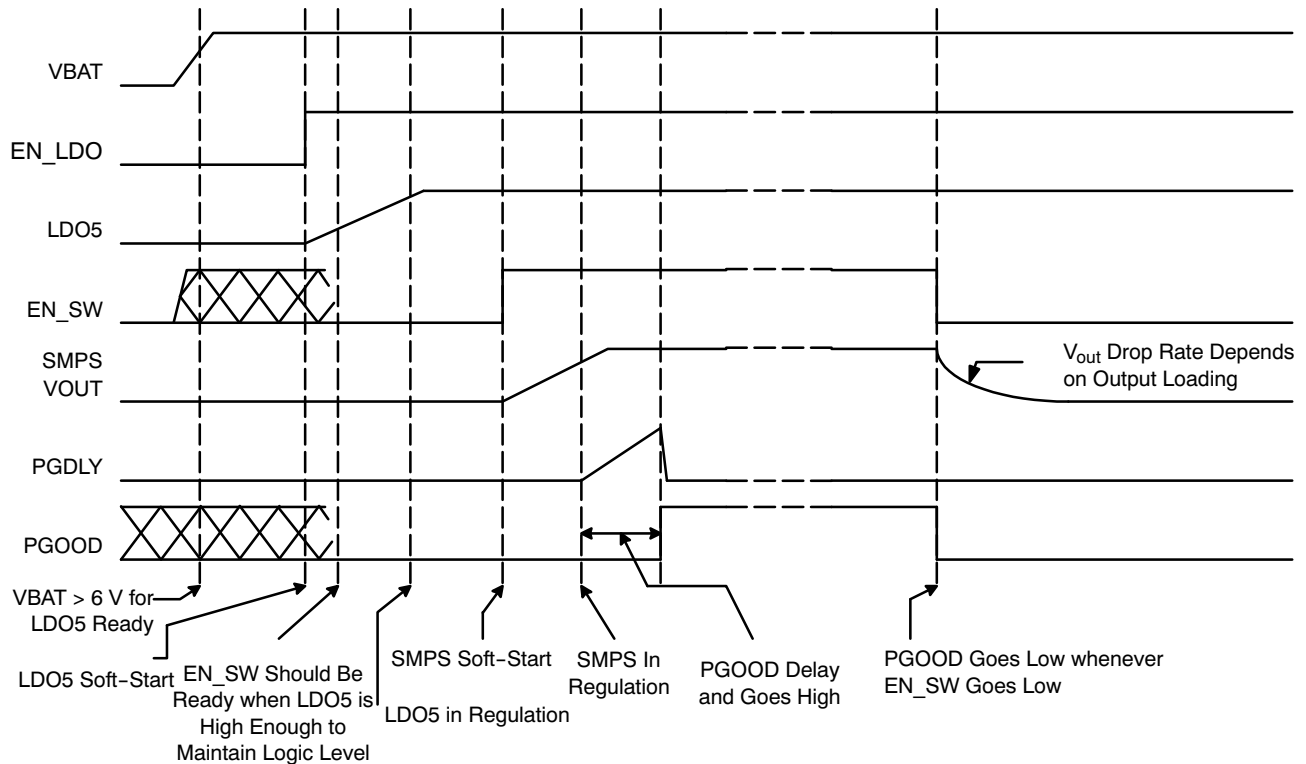 VBAT
EN_LDO
LDO5
EN_SW
SMPS
VOUT
Vout Drop Rate Depends
on Output Loading
PGDLY
PGOOD
VBAT > 6 V for
LDO5 Ready
LDO5 Soft−Start
EN_SW Should Be
Ready when LDO5 is
High Enough to
Maintain Logic Level
LDO5 in Regulation
SMPS Soft−Start
SMPS In
Regulation
PGOOD Delay
and Goes High
PGOOD Goes Low whenever
EN_SW Goes Low